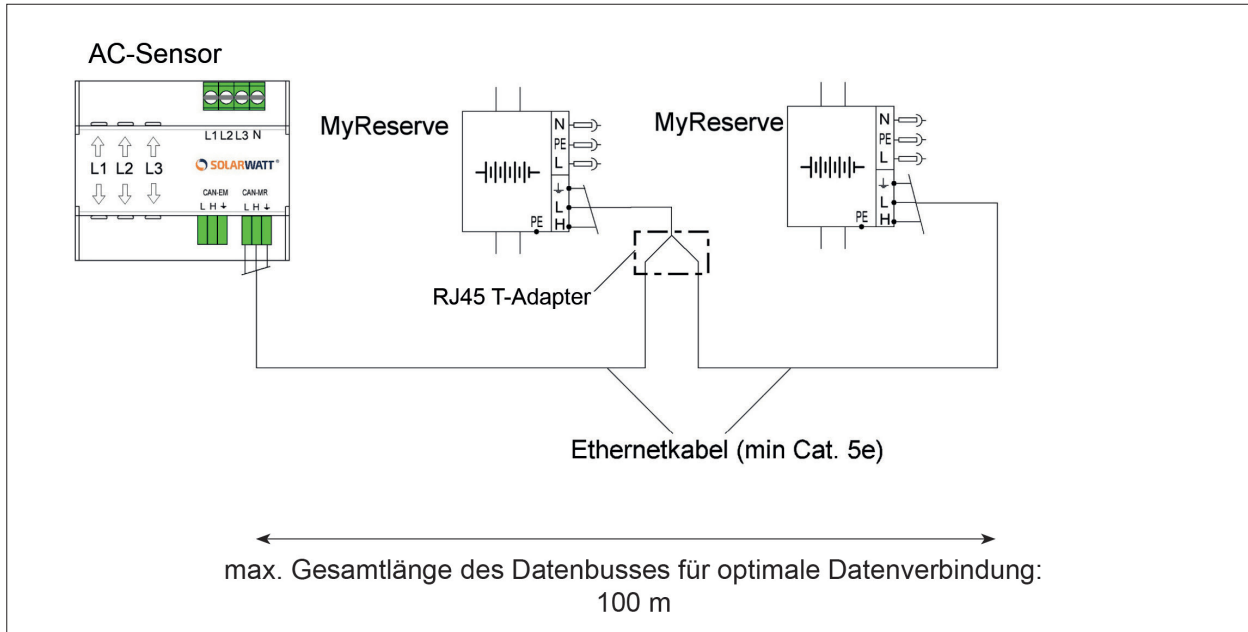 AC-Sensor
L1 L2 L3 N
L1 L2 L3
SOLARWATT®
CAN-EM CAN-MR
L H ⏚ L H ⏚
MyReserve
N
PE
L
⏚
L
PE H
MyReserve
N
PE
L
⏚
L
PE H
RJ45 T-Adapter
Ethernetkabel (min Cat. 5e)
max. Gesamtlänge des Datenbusses für optimale Datenverbindung:
100 m